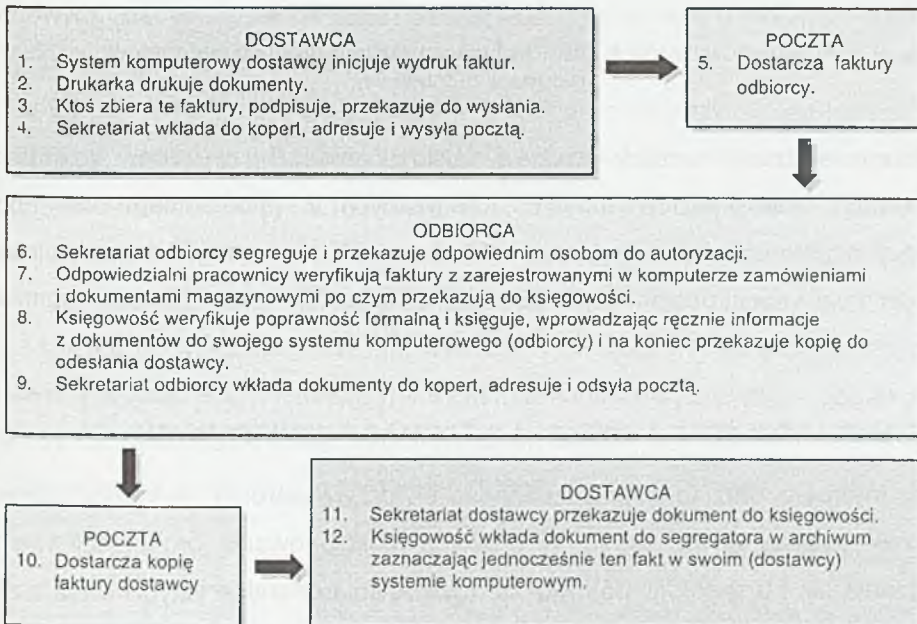 DOSTAWCA
1. System komputerowy dostawcy inicjuje wydruk faktur.
2. Drukarka drukuje dokumenty.
3. Ktoś zbiera te faktury, podpisuje, przekazuje do wysłania.
4. Sekretariat wkłada do kopert, adresuje i wysyła pocztą.
POCZTA
5. Dostarcza faktury
odbiorcy.
ODBIORCA
6. Sekretariat odbiorcy segreguje i przekazuje odpowiednim osobom do autoryzacji.
7. Odpowiedzialni pracownicy weryfikują faktury z zarejestrowanymi w komputerze zamówieniami
i dokumentami magazynowymi po czym przekazują do księgowości.
8. Księgowość weryfikuje poprawność formalną i księguje, wprowadzając ręcznie informacje
z dokumentów do swojego systemu komputerowego (odbiorcy) i na koniec przekazuje kopię do
odesłania dostawcy.
9. Sekretariat odbiorcy wkłada dokumenty do kopert, adresuje i odsyła pocztą.
POCZTA
10. Dostarcza kopię
faktury dostawcy
DOSTAWCA
11. Sekretariat dostawcy przekazuje dokument do księgowości.
12. Księgowość wkłada dokument do segregatora w archiwum
zaznaczając jednocześnie ten fakt w swoim (dostawcy)
systemie komputerowym.